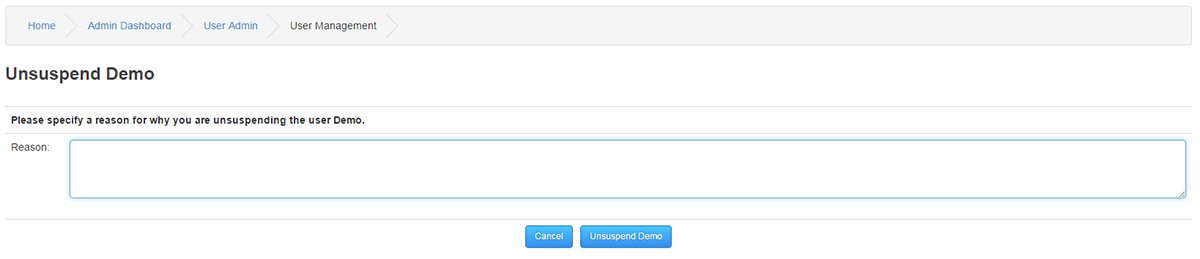 Home Admin Dashboard User Admin User Management
Unsuspend Demo
Please specify a reason for why you are unsuspending the user Demo.
Reason:
Cancel Unsuspend Demo